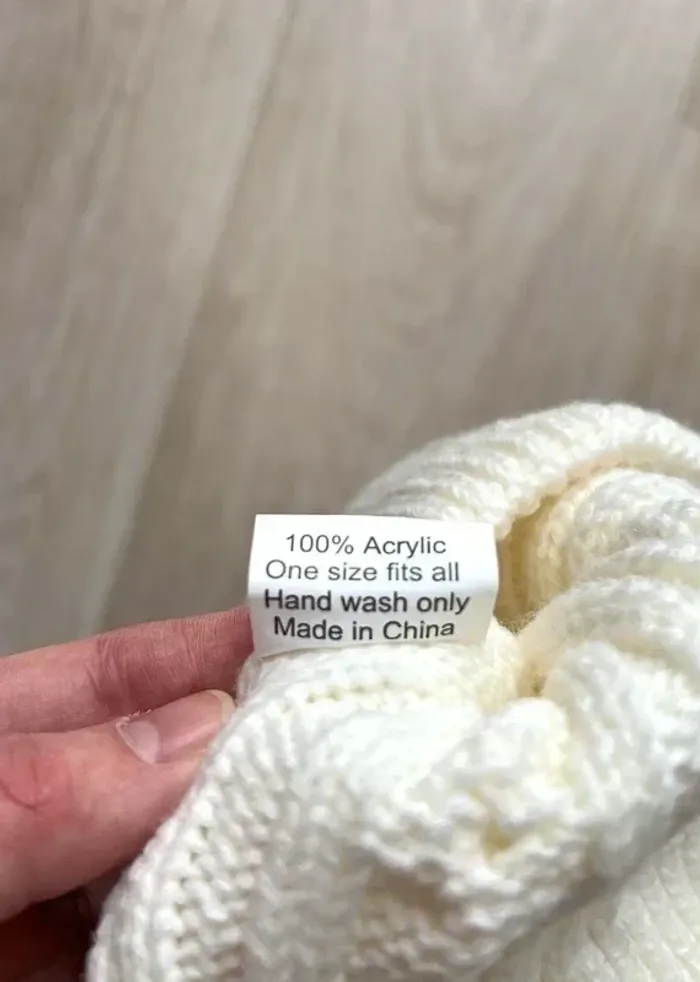 100% Acrylic
One size fits all
Hand wash only
Made in China